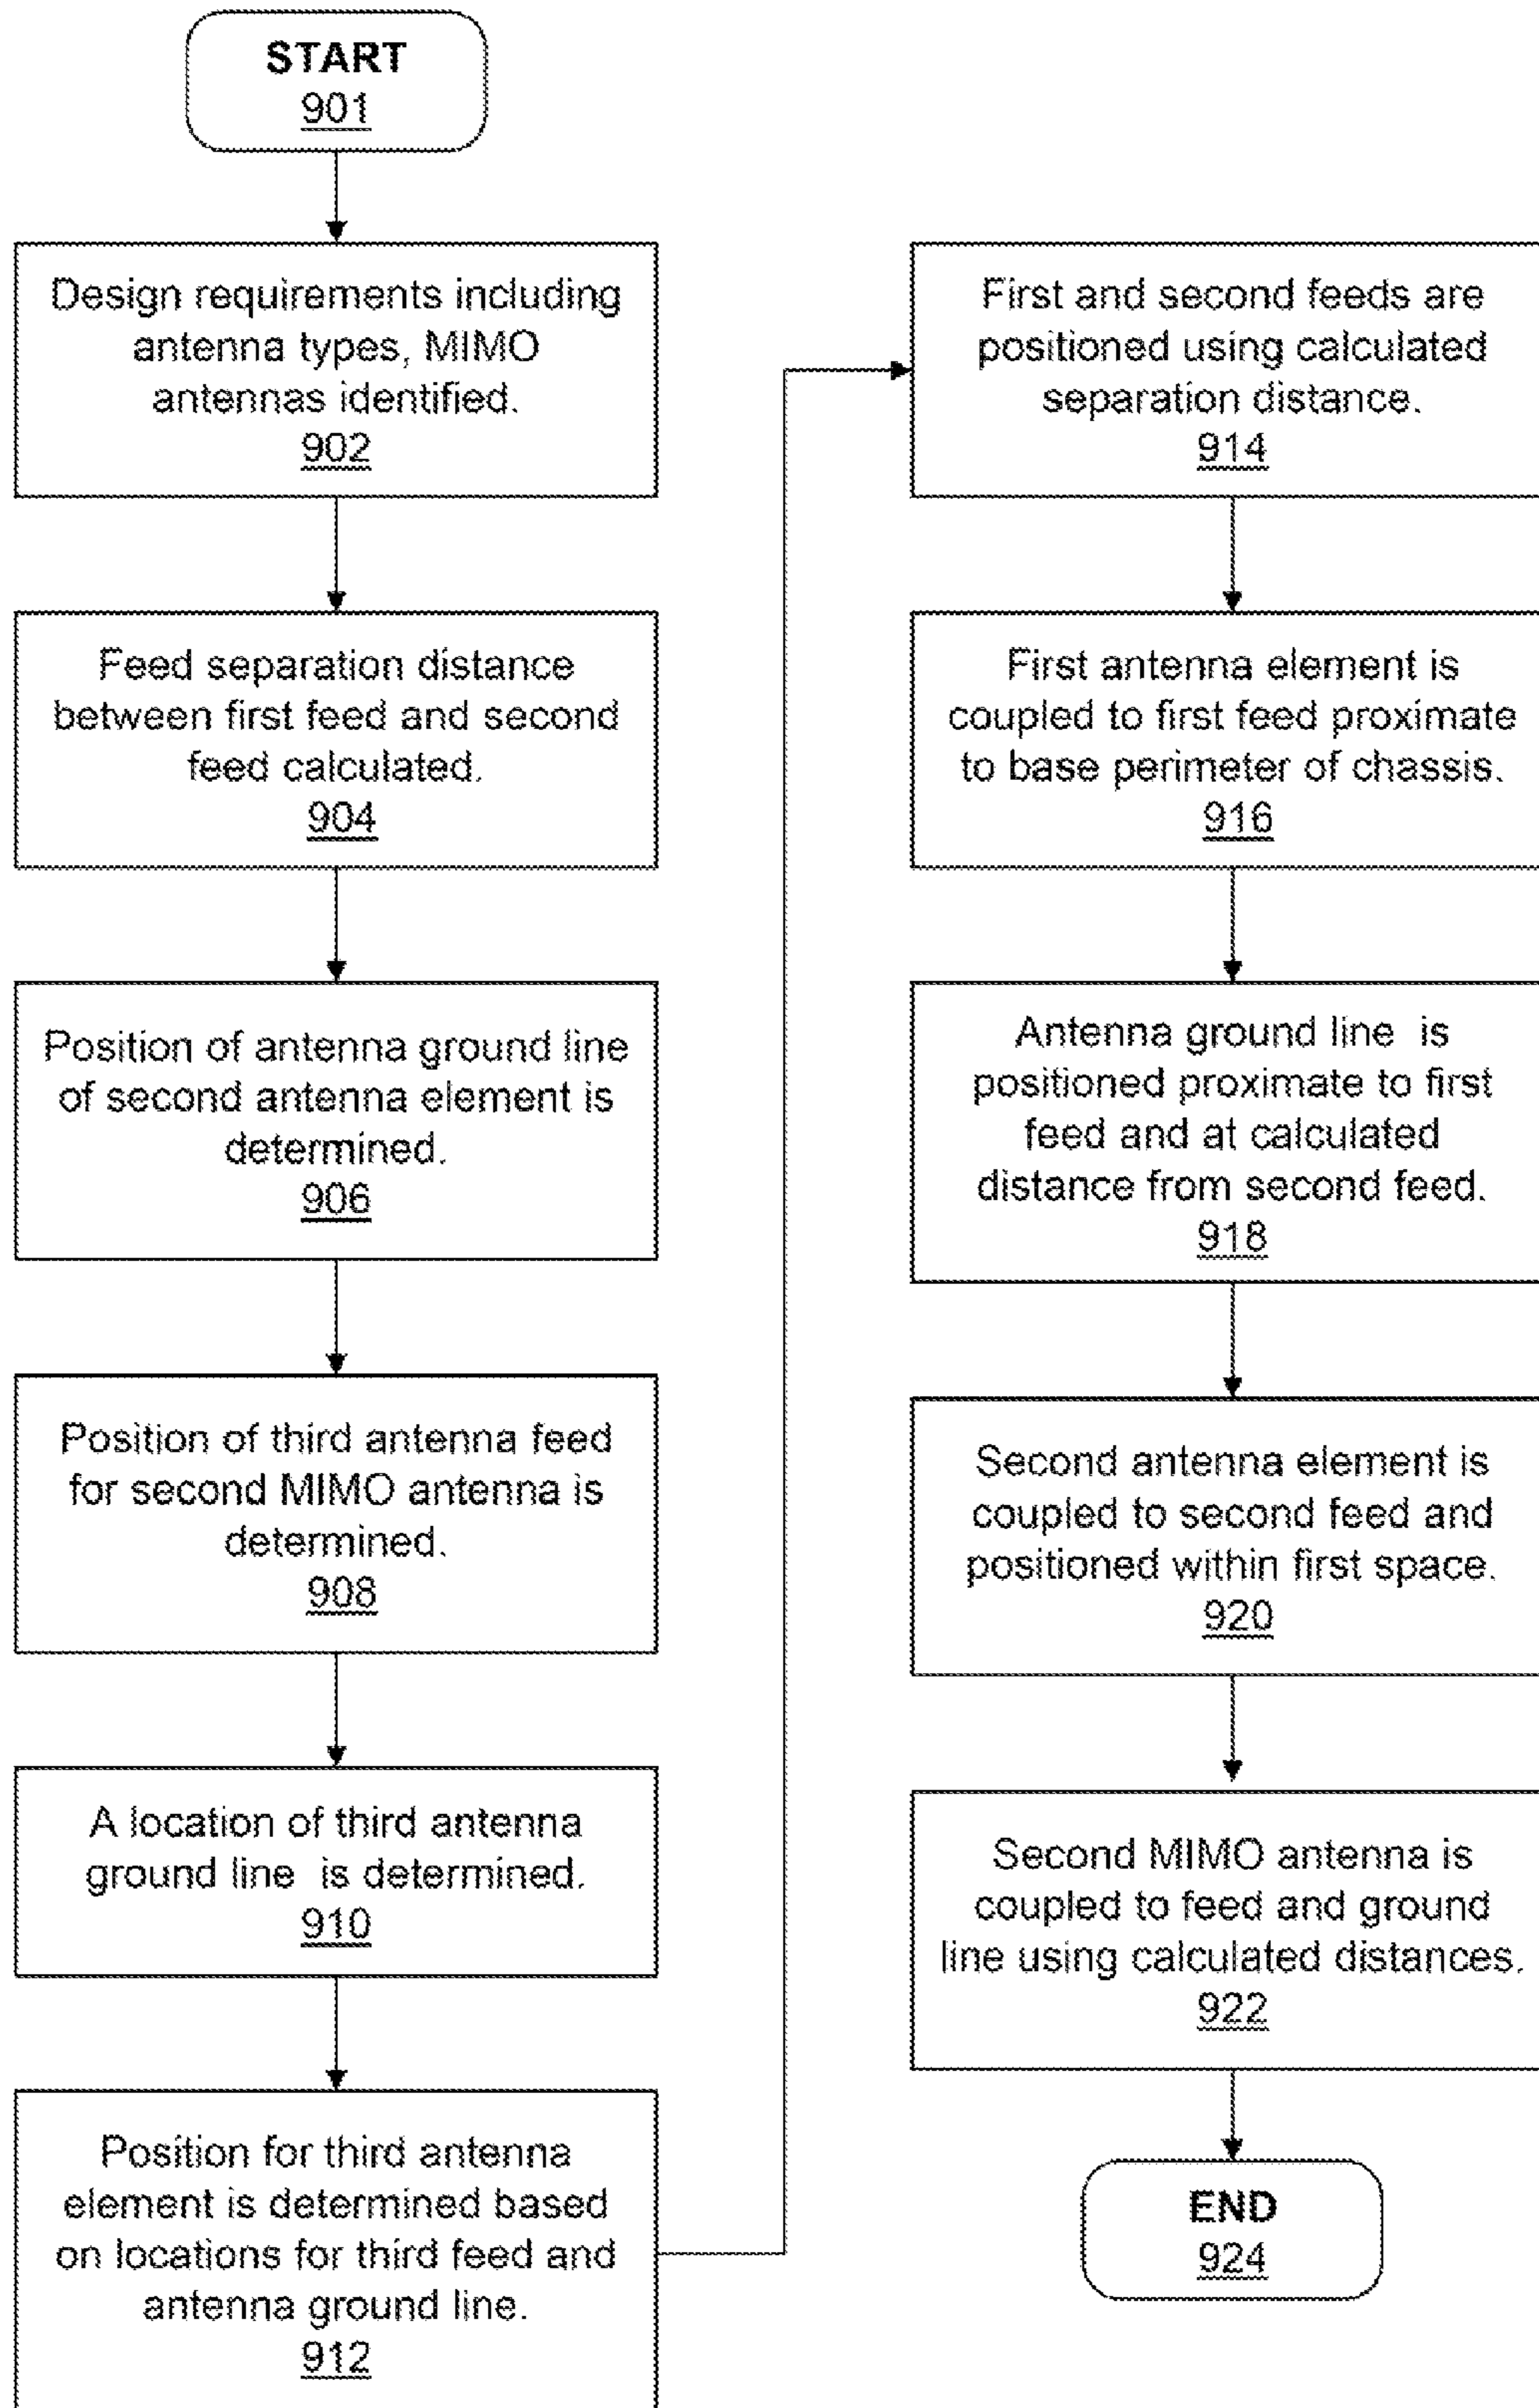 START
901
Design requirements including
antenna types, MIMO
antennas identified.
902
Feed separation distance
between first feed and second
feed calculated.
904
Position of antenna ground line
of second antenna element is
determined.
906
Position of third antenna feed
for second MIMO antenna is
determined.
908
A location of third antenna
ground line is determined.
910
Position for third antenna
element is determined based
on locations for third feed and
antenna ground line.
912
First and second feeds are
positioned using calculated
separation distance.
914
First antenna element is
coupled to first feed proximate
to base perimeter of chassis.
916
Antenna ground line is
positioned proximate to first
feed and at calculated
distance from second feed.
918
Second antenna element is
coupled to second feed and
positioned within first space.
920
Second MIMO antenna is
coupled to feed and ground
line using calculated distances.
922
END
924